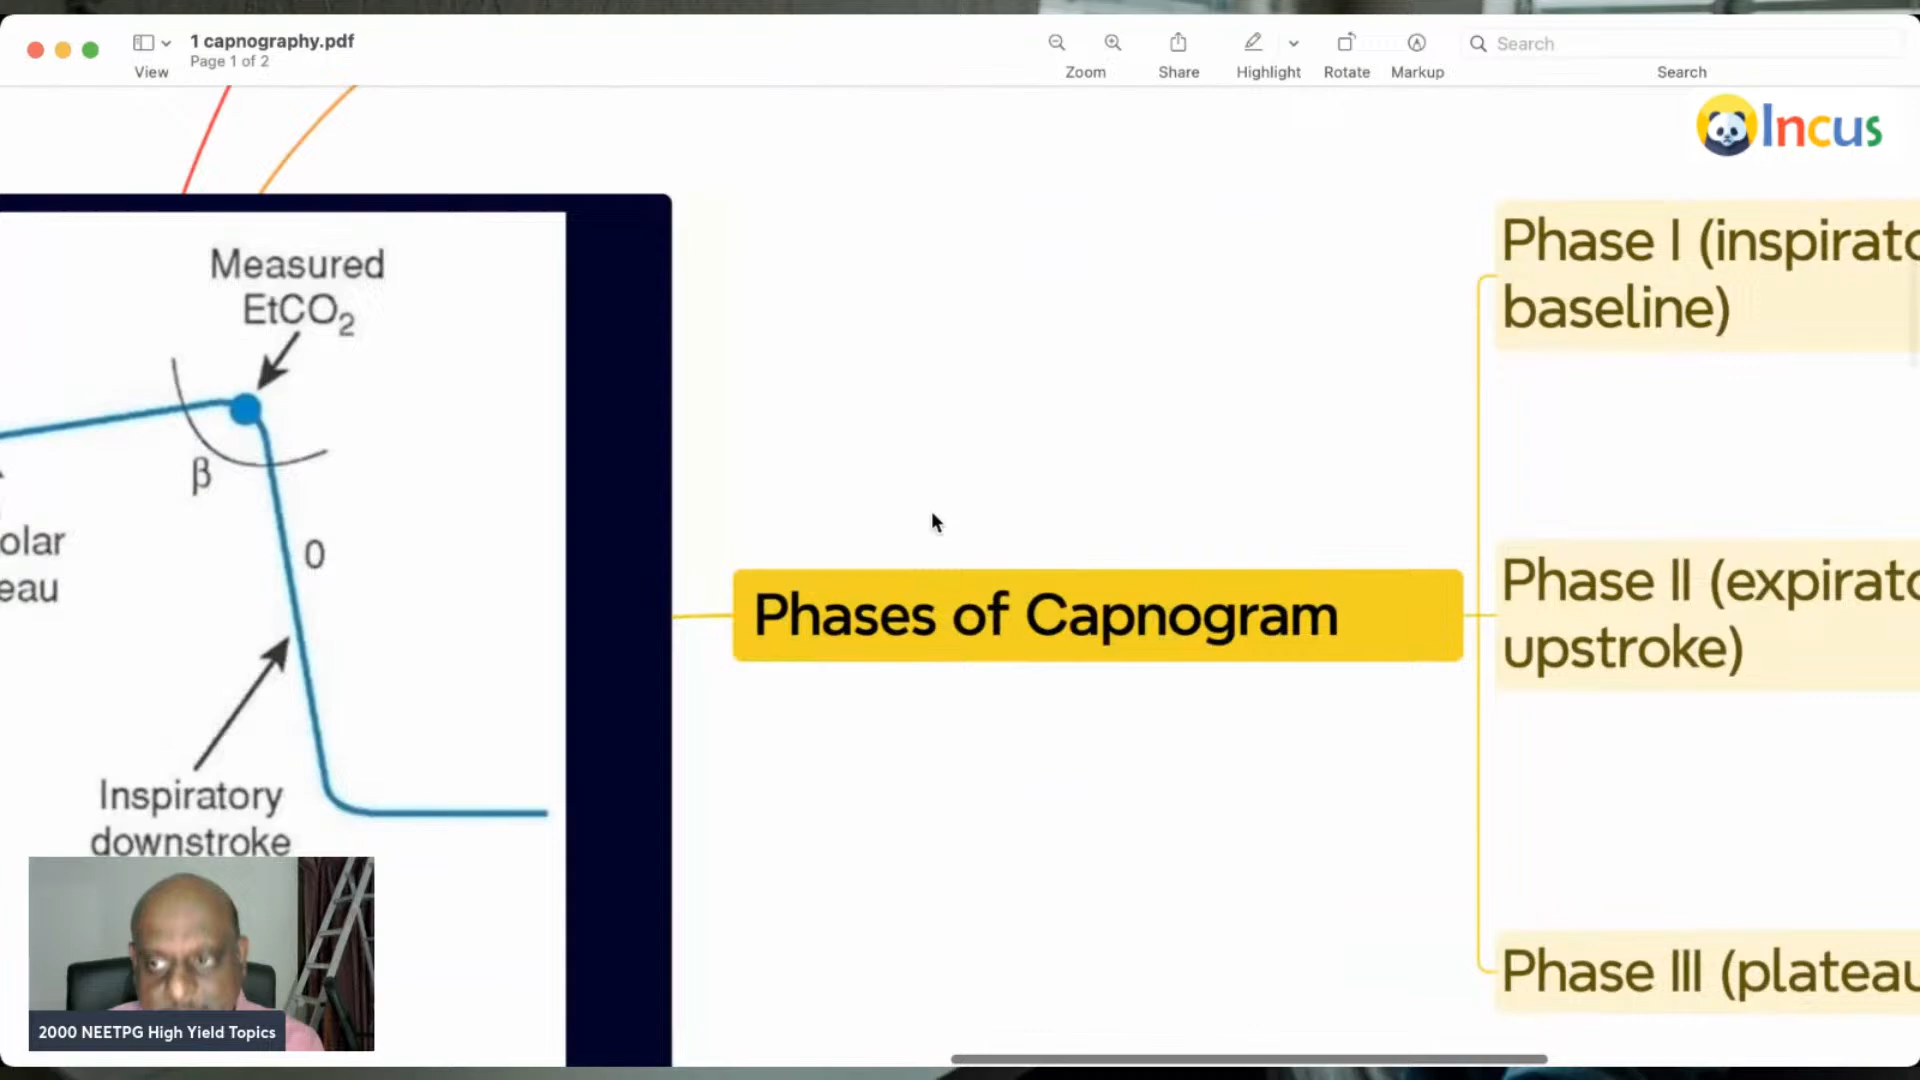 1 capnography.pdf
Page 1 of 2
View
Zoom
Share
Highlight
Rotate
Markup
Search
Search
Incus
Measured
EtCO₂
β
0
olar
eau
Inspiratory
downstroke
Phases of Capnogram
Phase I (inspirato
baseline)
Phase II (expirato
upstroke)
Phase III (plateau
2000 NEETPG High Yield Topics